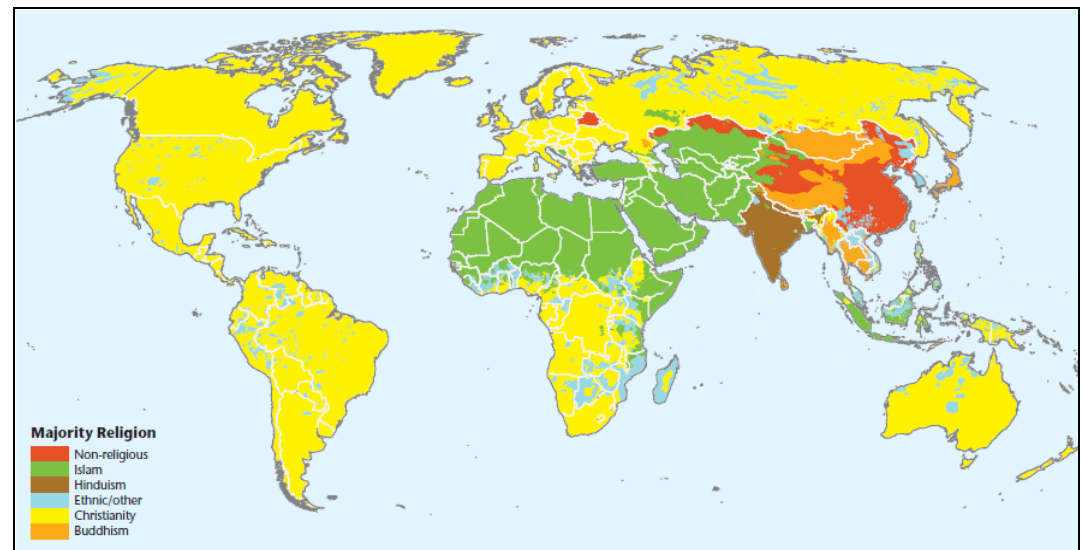 Majority Religion
Non-religious
Islam
Hinduism
Ethnic/other
Christianity
Buddhism